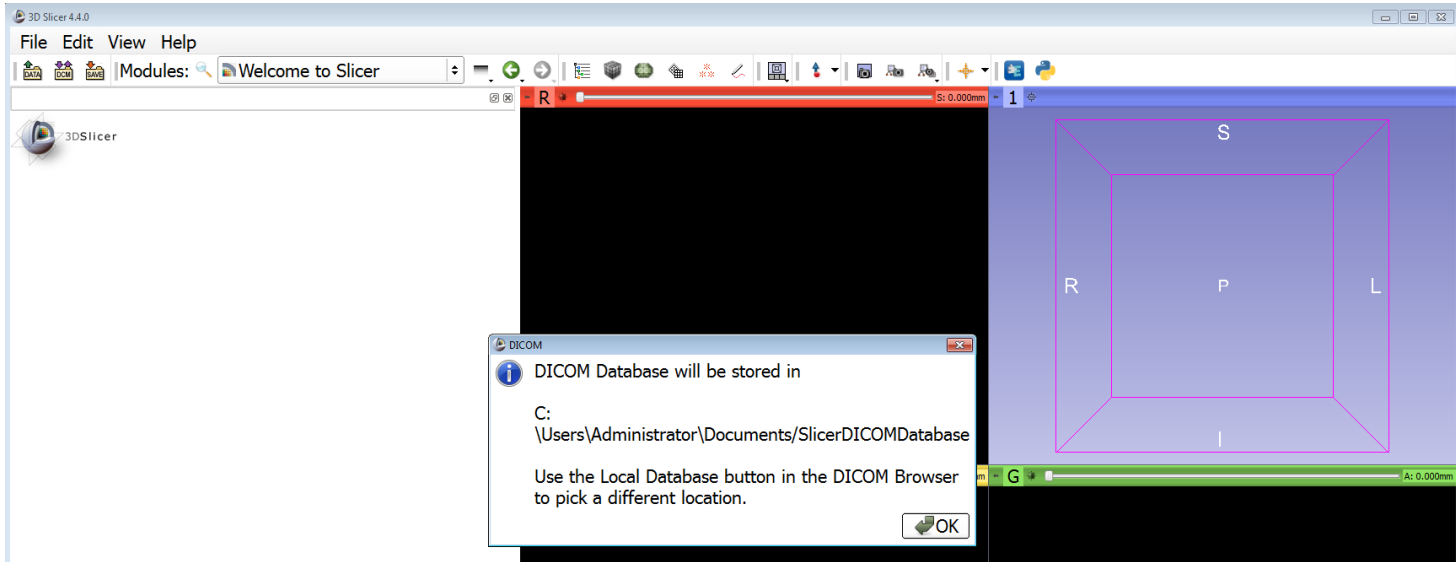 3D Slicer 4.4.0
File Edit View Help
DATA DCM SAVE Modules: Welcome to Slicer
R S: 0.000mm 1
3DSlicer
S
R P L
I
DICOM
DICOM Database will be stored in
C:
\Users\Administrator\Documents/SlicerDICOMDatabase
Use the Local Database button in the DICOM Browser
to pick a different location.
OK
m G A: 0.000mm